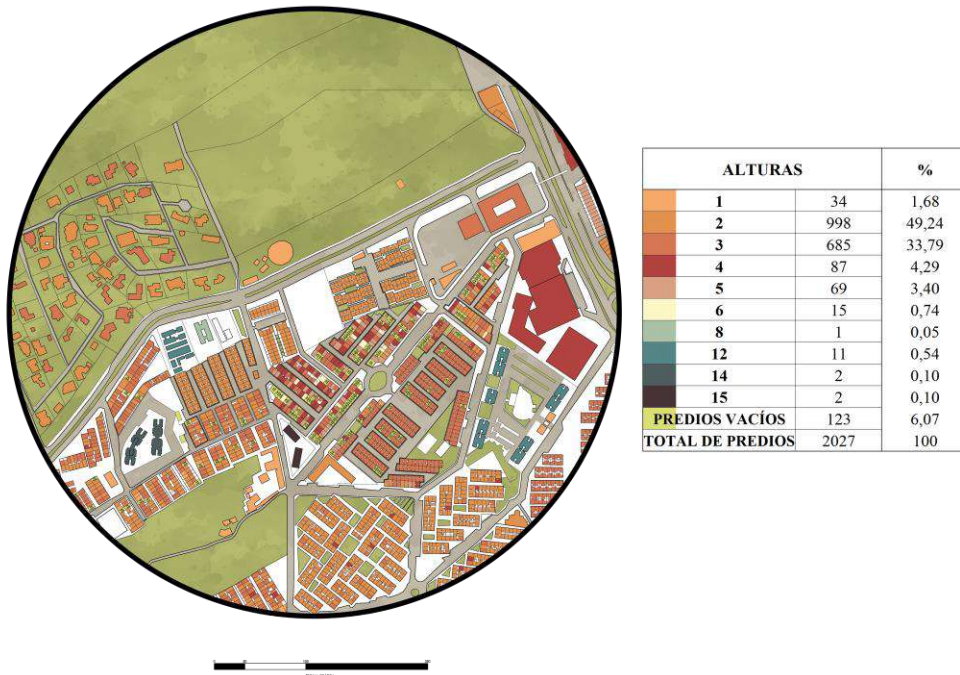 ALTURAS %
1 34 1,68
2 998 49,24
3 685 33,79
4 87 4,29
5 69 3,40
6 15 0,74
8 1 0,05
12 11 0,54
14 2 0,10
15 2 0,10
PREDIOS VACÍOS 123 6,07
TOTAL DE PREDIOS 2027 100